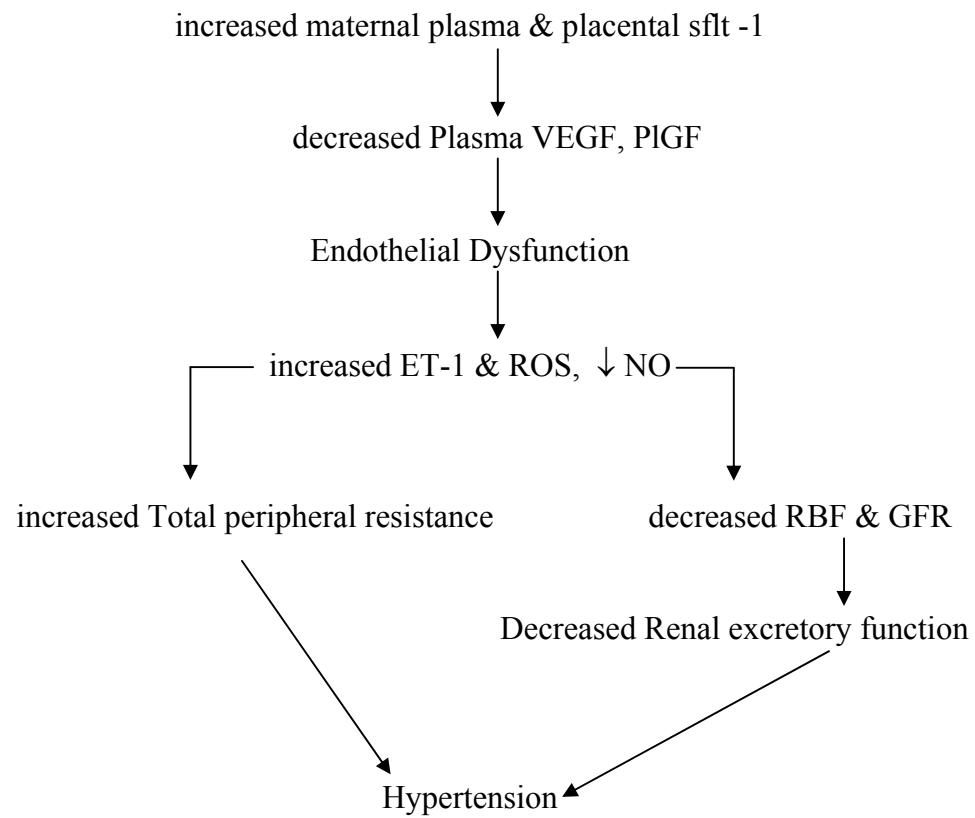 increased maternal plasma & placental sflt -1
decreased Plasma VEGF, PlGF
Endothelial Dysfunction
increased ET-1 & ROS, ↓ NO
increased Total peripheral resistance
decreased RBF & GFR
Decreased Renal excretory function
Hypertension